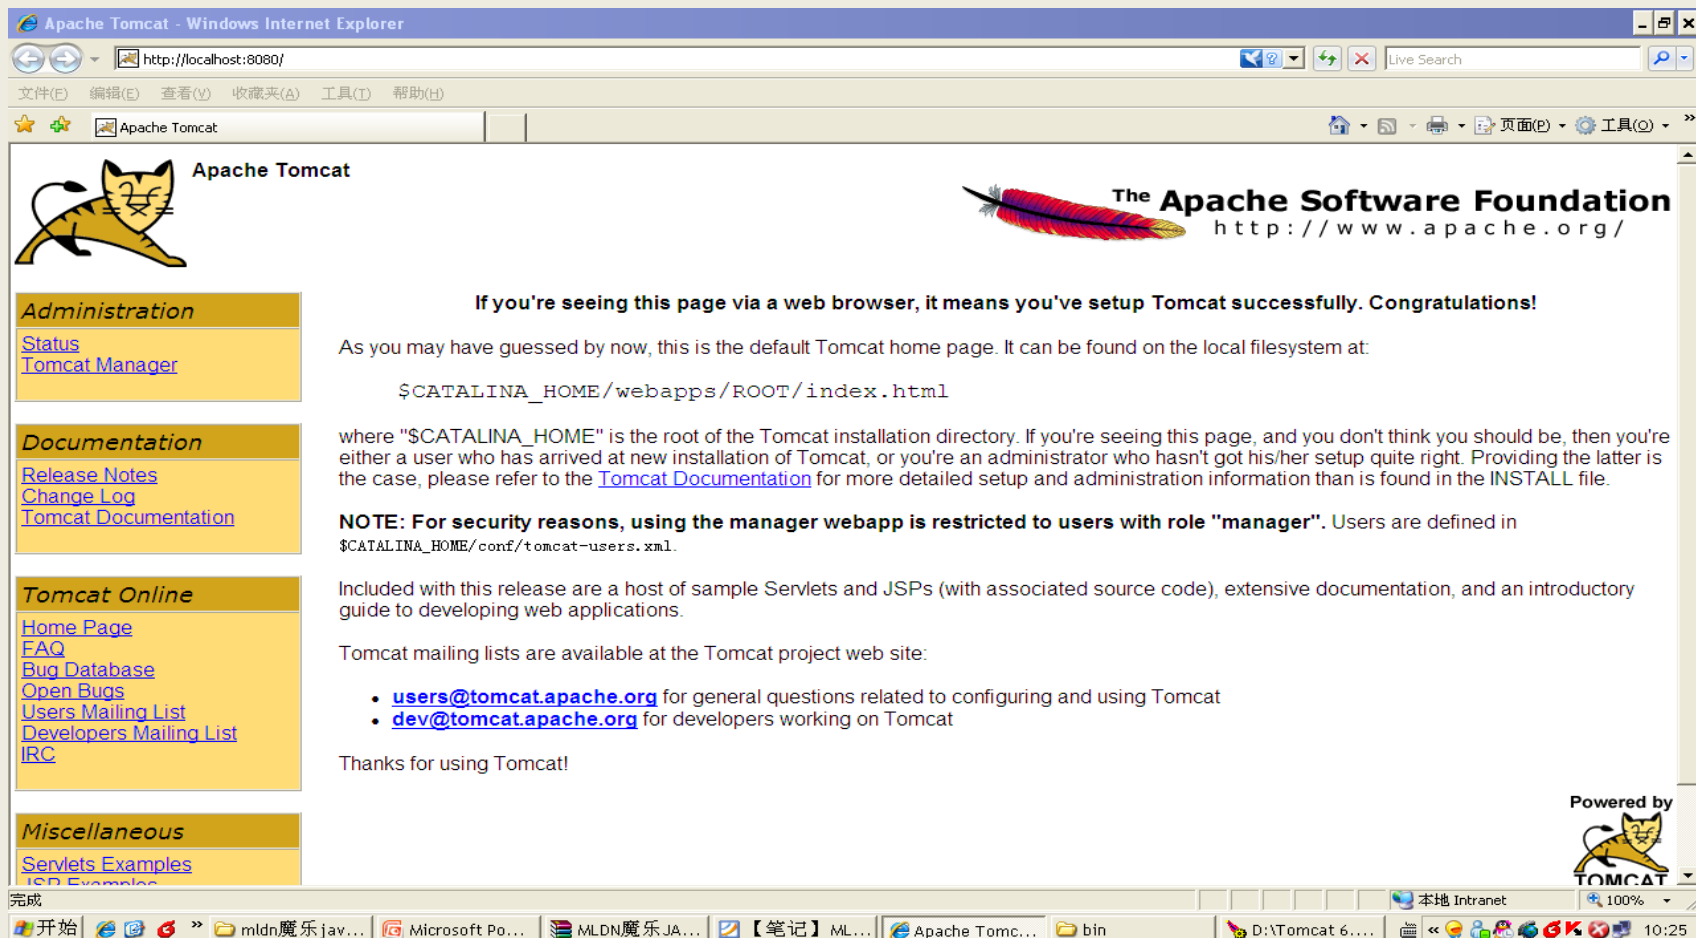 Apache Tomcat - Windows Internet Explorer
http://localhost:8080/
Live Search
文件(F) 编辑(E) 查看(V) 收藏夹(A) 工具(T) 帮助(H)
Apache Tomcat
页面(P) 工具(O)
Apache Tomcat
The Apache Software Foundation
http://www.apache.org/
Administration
Status
Tomcat Manager
Documentation
Release Notes
Change Log
Tomcat Documentation
Tomcat Online
Home Page
FAQ
Bug Database
Open Bugs
Users Mailing List
Developers Mailing List
IRC
Miscellaneous
Servlets Examples
JSP Examples
If you're seeing this page via a web browser, it means you've setup Tomcat successfully. Congratulations!
As you may have guessed by now, this is the default Tomcat home page. It can be found on the local filesystem at:
$CATALINA_HOME/webapps/ROOT/index.html
where "$CATALINA_HOME" is the root of the Tomcat installation directory. If you're seeing this page, and you don't think you should be, then you're
either a user who has arrived at new installation of Tomcat, or you're an administrator who hasn't got his/her setup quite right. Providing the latter is
the case, please refer to the Tomcat Documentation for more detailed setup and administration information than is found in the INSTALL file.
NOTE: For security reasons, using the manager webapp is restricted to users with role "manager". Users are defined in
$CATALINA_HOME/conf/tomcat-users.xml.
Included with this release are a host of sample Servlets and JSPs (with associated source code), extensive documentation, and an introductory
guide to developing web applications.
Tomcat mailing lists are available at the Tomcat project web site:
• users@tomcat.apache.org for general questions related to configuring and using Tomcat
• dev@tomcat.apache.org for developers working on Tomcat
Thanks for using Tomcat!
Powered by
TOMCAT
完成
本地 Intranet
100%
开始
mldn魔乐jav...
Microsoft Po...
MLDN魔乐JA...
【笔记】ML...
Apache Tomc...
bin
D:\Tomcat 6....
10:25